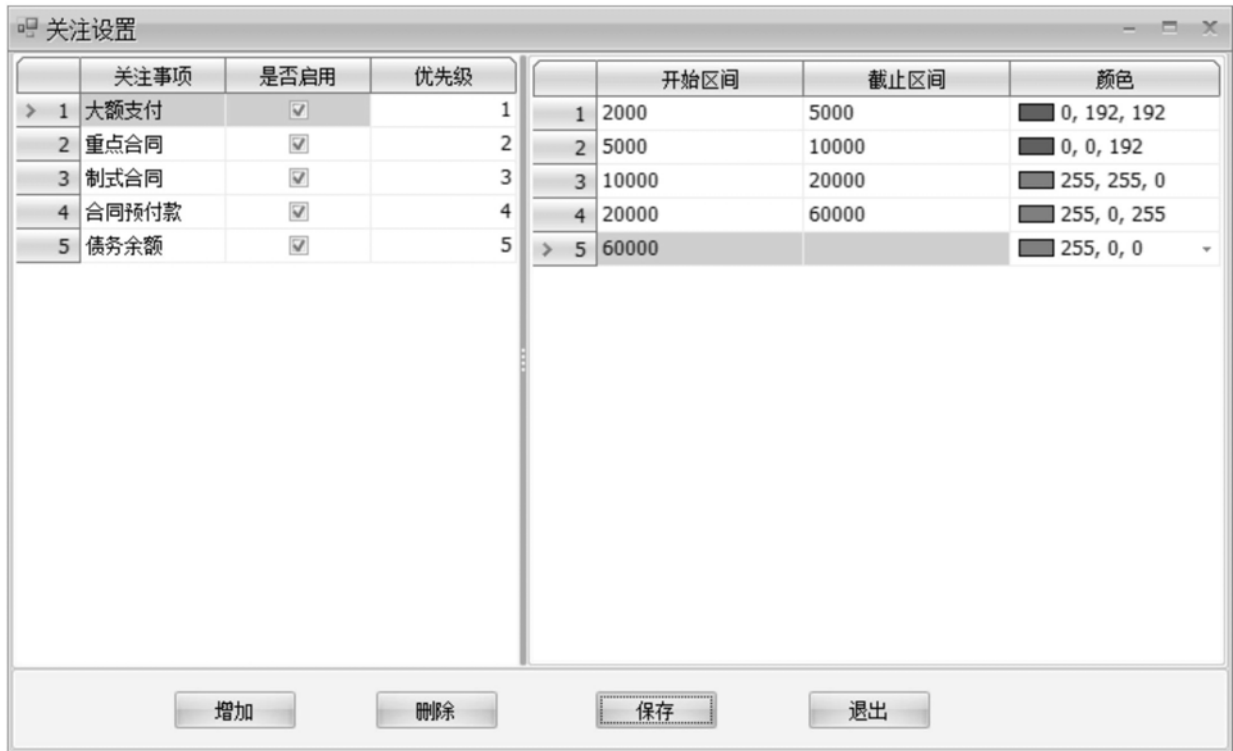 关注设置
关注事项 是否启用 优先级
1 大额支付 1
2 重点合同 2
3 制式合同 3
4 合同预付款 4
5 债务余额 5
开始区间 截止区间 颜色
1 2000 5000 0, 192, 192
2 5000 10000 0, 0, 192
3 10000 20000 255, 255, 0
4 20000 60000 255, 0, 255
5 60000 255, 0, 0
增加 删除 保存 退出